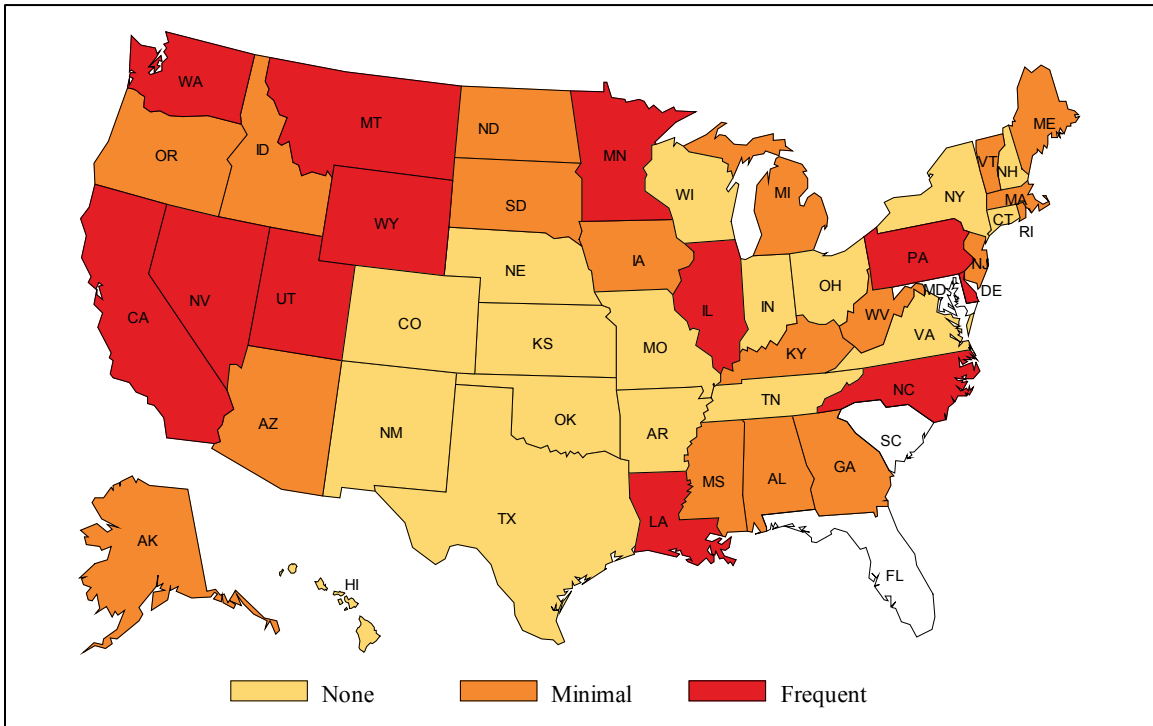 WA
MT
ND
MN
ME
OR
ID
VT
NH
WI
MI
NY
MA
SD
WY
CT
RI
IA
PA
NE
NJ
OH
MD
DE
NV
UT
IN
IL
CA
CO
WV
VA
KS
MO
KY
NC
TN
AZ
OK
NM
AR
SC
GA
MS
AL
TX
LA
AK
FL
HI
None
Minimal
Frequent